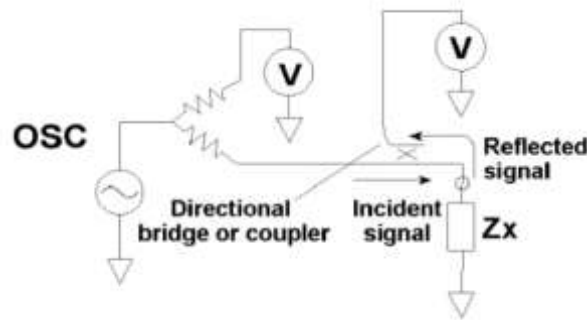 V
V
OSC
Reflected
signal
Directional
bridge or coupler
Incident
signal
Zx